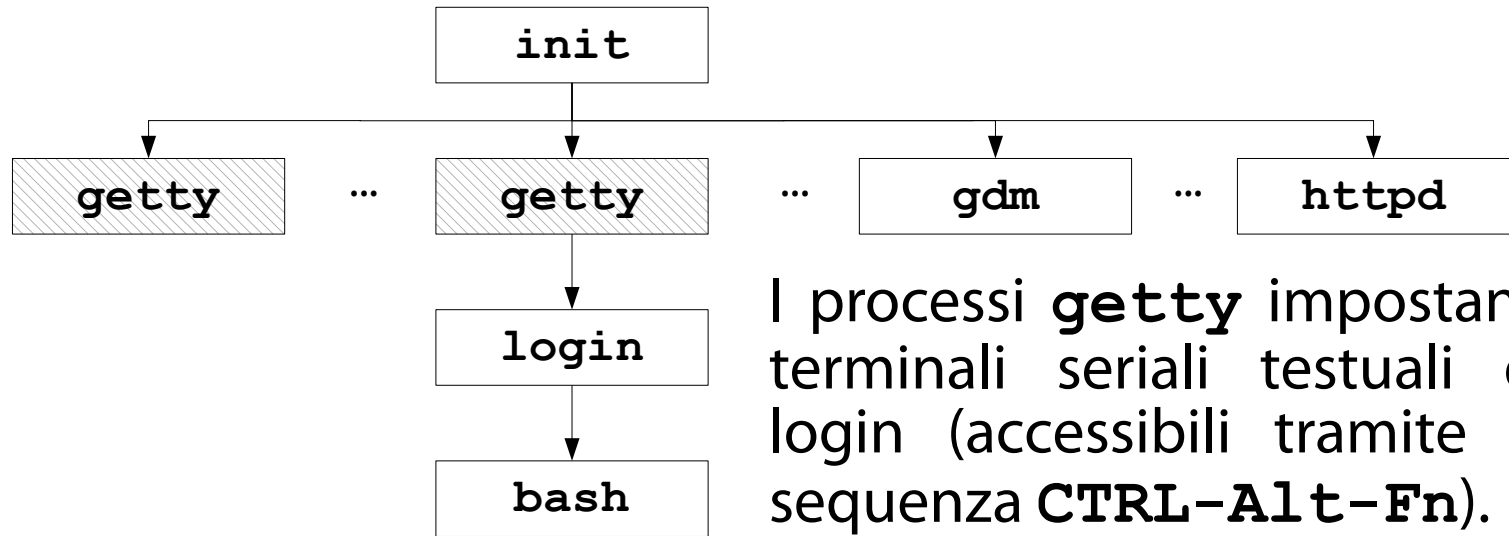 init
getty ... getty ... gdm ... httpd
login
bash
I processi getty impostan
terminali seriali testuali
login (accessibili tramite
sequenza CTRL-Alt-Fn).